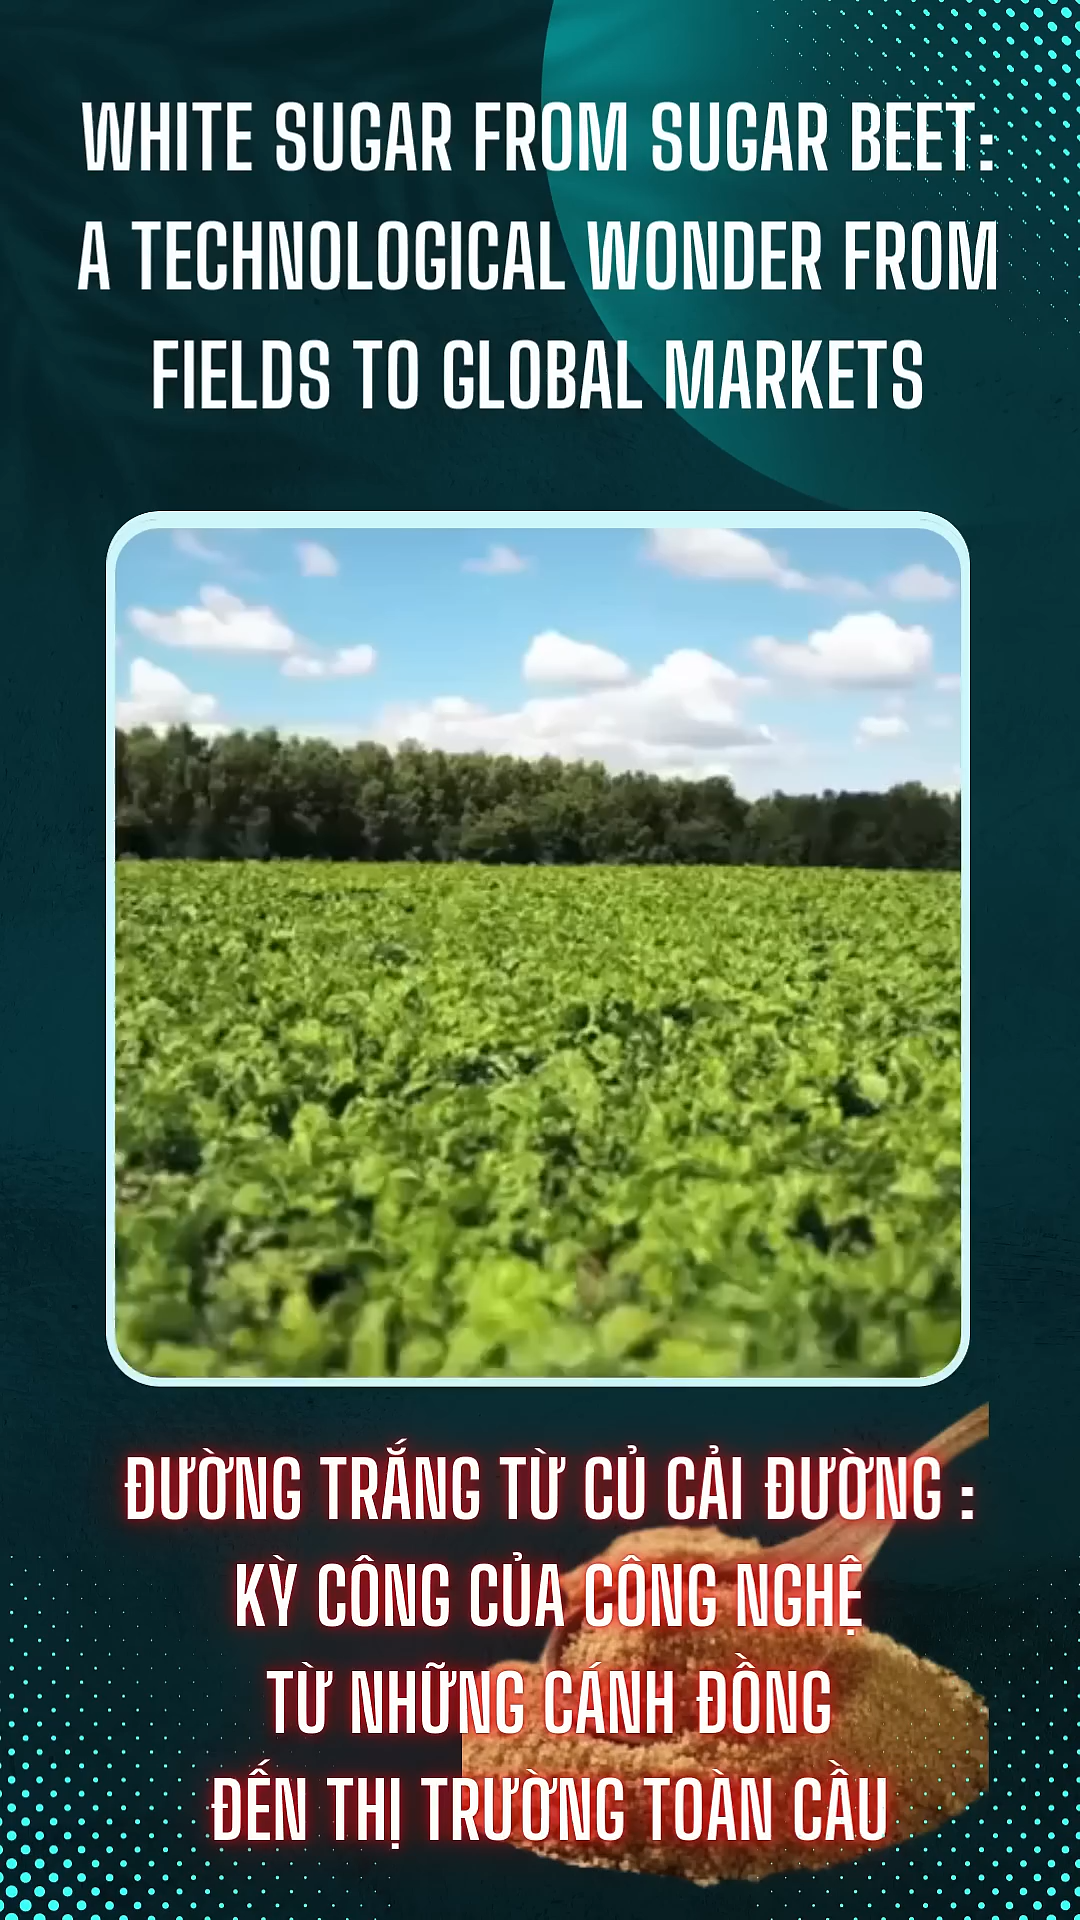 WHITE SUGAR FROM SUGAR BEET:
A TECHNOLOGICAL WONDER FROM
FIELDS TO GLOBAL MARKETS
ĐƯỜNG TRẮNG TỪ CỦ CẢI ĐƯỜNG :
KỲ CÔNG CỦA CÔNG NGHỆ
TỪ NHỮNG CÁNH ĐỒNG
ĐẾN THỊ TRƯỜNG TOÀN CẦU